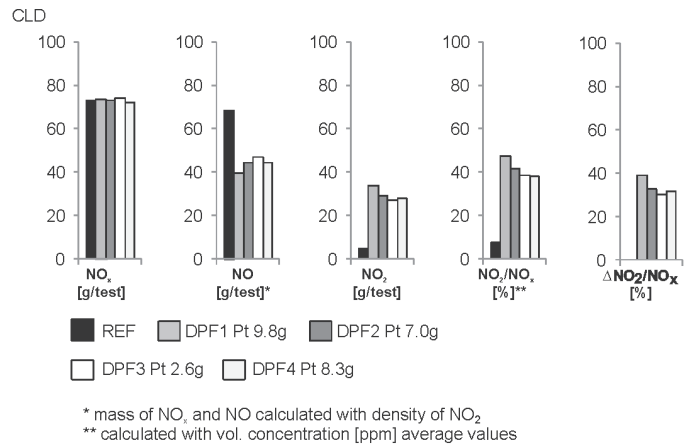 CLD
100 100 100 100 100
80 80 80 80 80
60 60 60 60 60
40 40 40 40 40
20 20 20 20 20
0 0 0 0 0
NOx NO NO2 NO2/NOx ΔNO2/NOx
[g/test] [g/test]* [g/test] [%]** [%]
REF DPF1 Pt 9.8g DPF2 Pt 7.0g
DPF3 Pt 2.6g DPF4 Pt 8.3g
* mass of NOx and NO calculated with density of NO2
** calculated with vol. concentration [ppm] average values